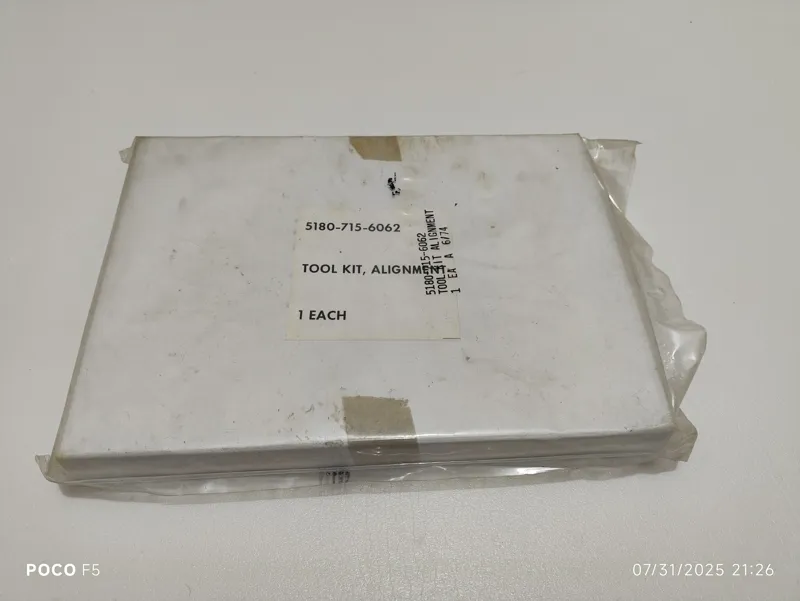 5180-715-6062
TOOL KIT, ALIGNMENT
1 EACH
5180-715-6062
TOOL KIT ALIGNMENT
1 EA A 6/74
POCO F5
07/31/2025 21:26